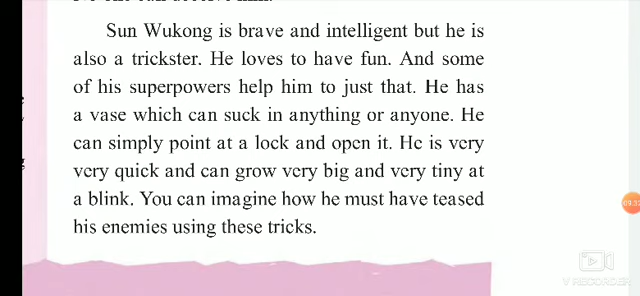 Sun Wukong is brave and intelligent but he is
also a trickster. He loves to have fun. And some
of his superpowers help him to just that. He has
a vase which can suck in anything or anyone. He
can simply point at a lock and open it. He is very
very quick and can grow very big and very tiny at
a blink. You can imagine how he must have teased
his enemies using these tricks.
V RECORDER